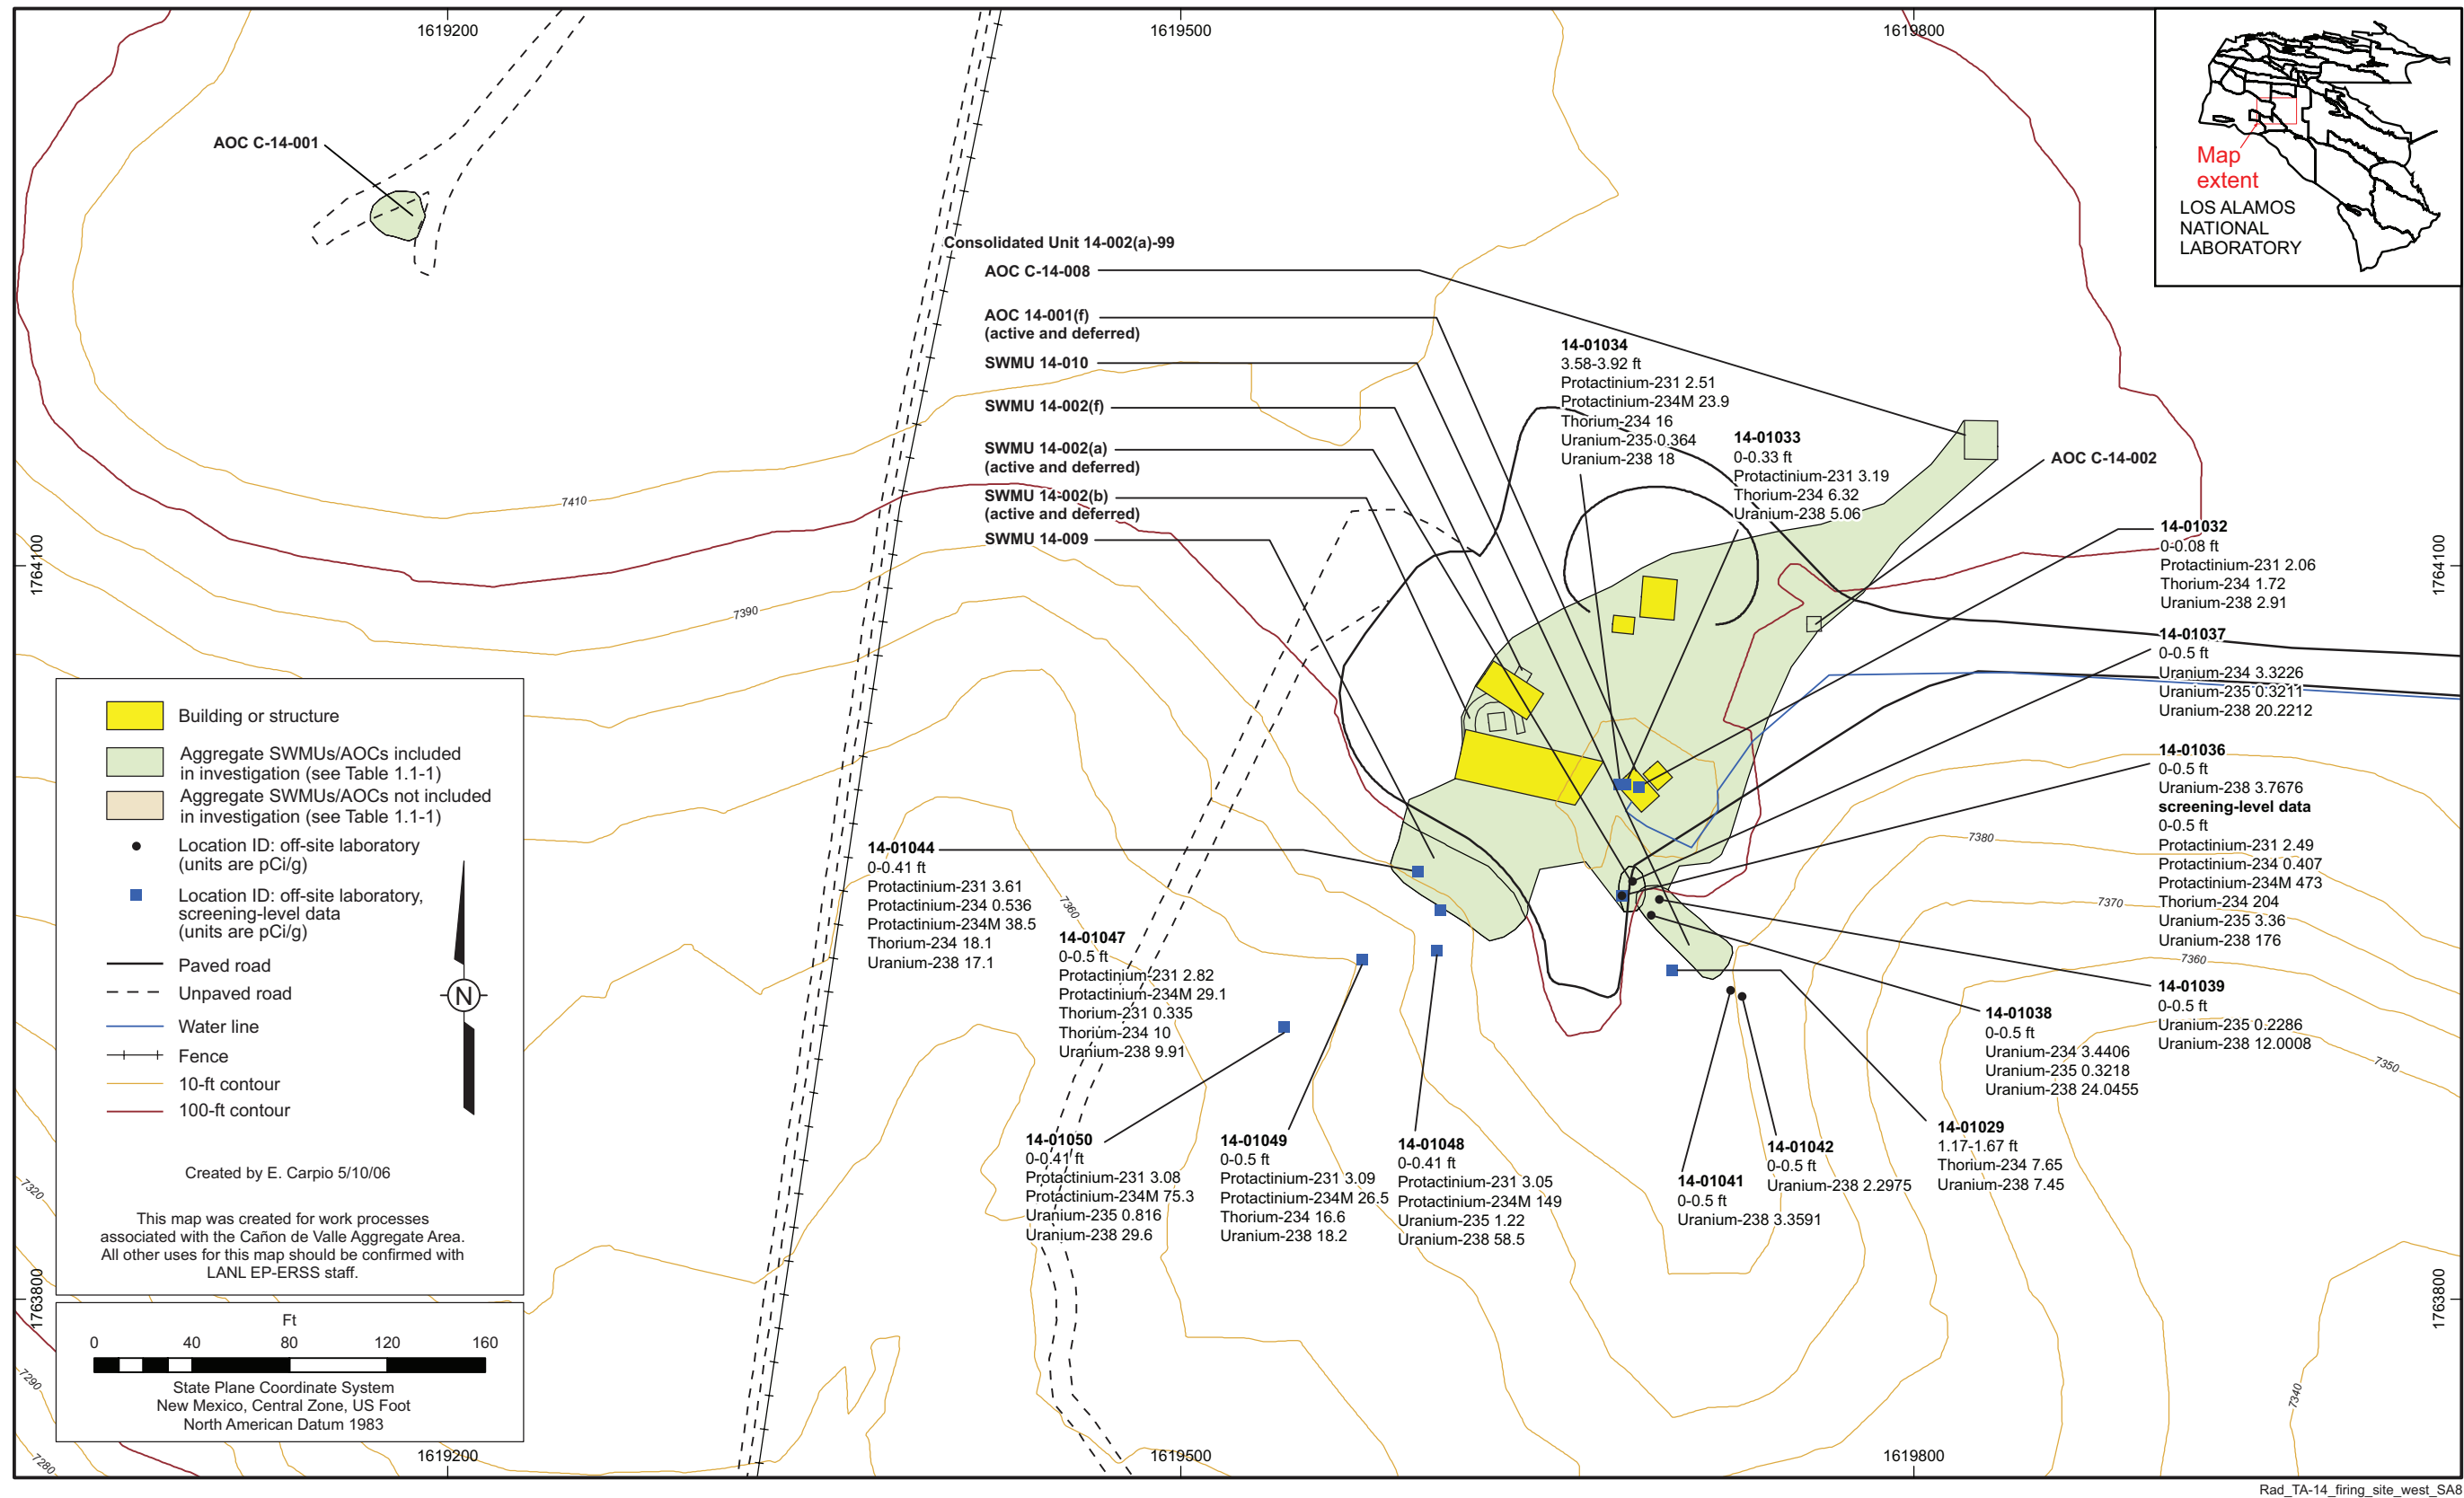 1619200
1619500
1619800
AOC C-14-001
Consolidated Unit 14-002(a)-99
AOC C-14-008
AOC 14-001(f)
(active and deferred)
SWMU 14-010
SWMU 14-002(f)
SWMU 14-002(a)
(active and deferred)
SWMU 14-002(b)
(active and deferred)
SWMU 14-009
Map
extent
LOS ALAMOS
NATIONAL
LABORATORY
14-01034
3.58-3.92 ft
Protactinium-231 2.51
Protactinium-234M 23.9
Thorium-234 16
Uranium-235 0.364
Uranium-238 18
14-01033
0-0.33 ft
Protactinium-231 3.19
Thorium-234 6.32
Uranium-238 5.06
AOC C-14-002
14-01032
0-0.08 ft
Protactinium-231 2.06
Thorium-234 1.72
Uranium-238 2.91
14-01037
0-0.5 ft
Uranium-234 3.3226
Uranium-235 0.3211
Uranium-238 20.2212
14-01036
0-0.5 ft
Uranium-238 3.7676
screening-level data
0-0.5 ft
Protactinium-231 2.49
Protactinium-234 0.407
Protactinium-234M 473
Thorium-234 204
Uranium-235 3.36
Uranium-238 176
14-01039
0-0.5 ft
Uranium-235 0.2286
Uranium-238 12.0008
14-01038
0-0.5 ft
Uranium-234 3.4406
Uranium-235 0.3218
Uranium-238 24.0455
14-01029
1.17-1.67 ft
Thorium-234 7.65
Uranium-238 7.45
14-01042
0-0.5 ft
Uranium-238 2.2975
14-01041
0-0.5 ft
Uranium-238 3.3591
14-01048
0-0.41 ft
Protactinium-231 3.05
Protactinium-234M 149
Uranium-235 1.22
Uranium-238 58.5
14-01049
0-0.5 ft
Protactinium-231 3.09
Protactinium-234M 26.5
Thorium-234 16.6
Uranium-238 18.2
14-01050
0-0.41 ft
Protactinium-231 3.08
Protactinium-234M 75.3
Uranium-235 0.816
Uranium-238 29.6
14-01047
0-0.5 ft
Protactinium-231 2.82
Protactinium-234M 29.1
Thorium-231 0.335
Thorium-234 10
Uranium-238 9.91
14-01044
0-0.41 ft
Protactinium-231 3.61
Protactinium-234 0.536
Protactinium-234M 38.5
Thorium-234 18.1
Uranium-238 17.1
7410
7390
7360
7380
7370
7360
7350
7340
7320
7290
7280
1764100
1764100
1763800
1763800
Building or structure
Aggregate SWMUs/AOCs included
in investigation (see Table 1.1-1)
Aggregate SWMUs/AOCs not included
in investigation (see Table 1.1-1)
Location ID: off-site laboratory
(units are pCi/g)
Location ID: off-site laboratory,
screening-level data
(units are pCi/g)
Paved road
Unpaved road
Water line
Fence
10-ft contour
100-ft contour
N
Created by E. Carpio 5/10/06
This map was created for work processes
associated with the Cañon de Valle Aggregate Area.
All other uses for this map should be confirmed with
LANL EP-ERSS staff.
Ft
0 40 80 120 160
State Plane Coordinate System
New Mexico, Central Zone, US Foot
North American Datum 1983
1619200
1619500
1619800
Rad_TA-14_firing_site_west_SA8